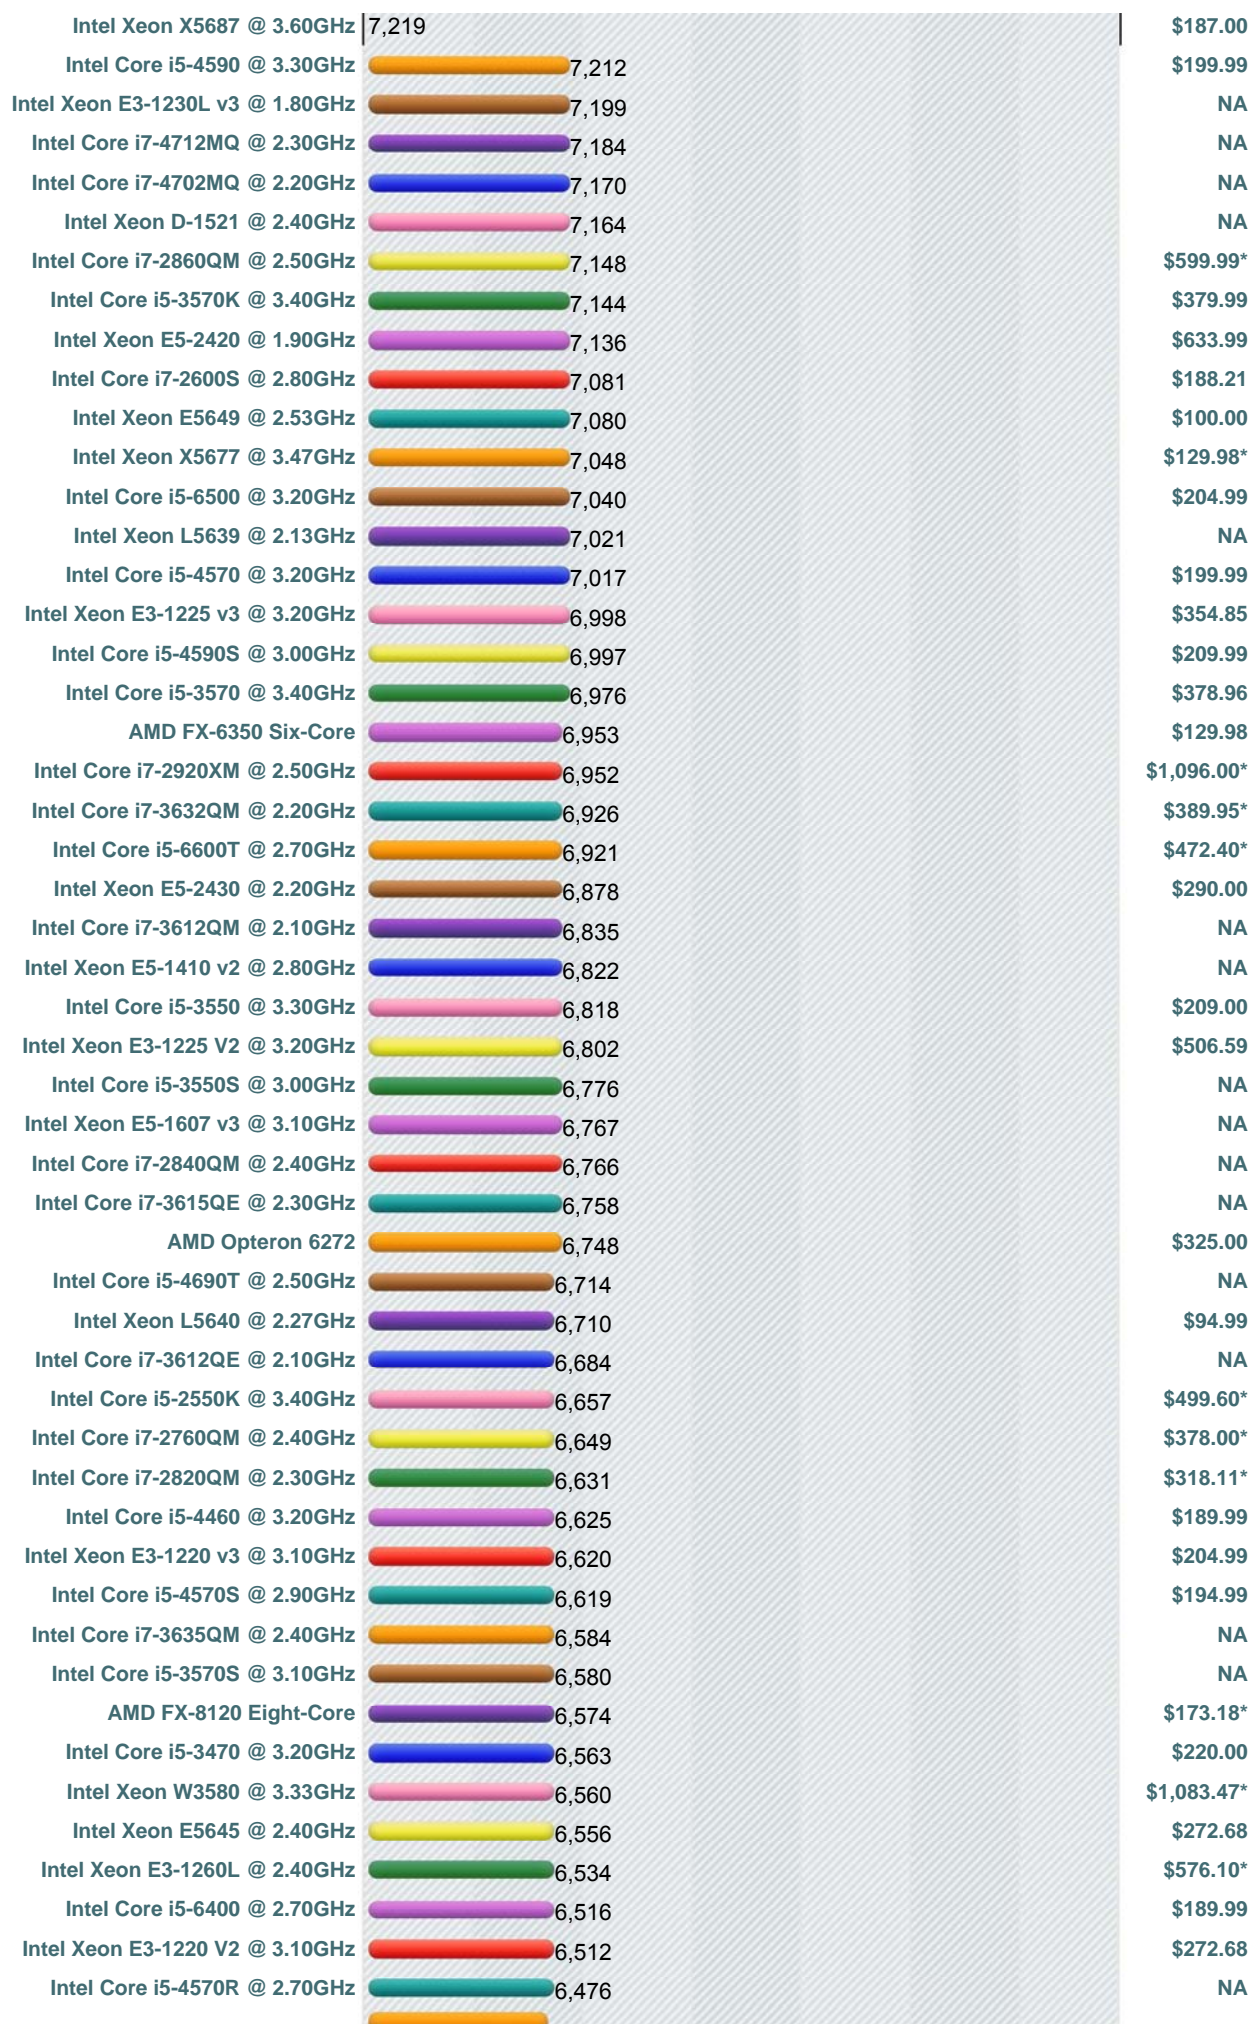 Intel Xeon X5687 @ 3.60GHz 7,219 $187.00
Intel Core i5-4590 @ 3.30GHz 7,212 $199.99
Intel Xeon E3-1230L v3 @ 1.80GHz 7,199 NA
Intel Core i7-4712MQ @ 2.30GHz 7,184 NA
Intel Core i7-4702MQ @ 2.20GHz 7,170 NA
Intel Xeon D-1521 @ 2.40GHz 7,164 NA
Intel Core i7-2860QM @ 2.50GHz 7,148 $599.99*
Intel Core i5-3570K @ 3.40GHz 7,144 $379.99
Intel Xeon E5-2420 @ 1.90GHz 7,136 $633.99
Intel Core i7-2600S @ 2.80GHz 7,081 $188.21
Intel Xeon E5649 @ 2.53GHz 7,080 $100.00
Intel Xeon X5677 @ 3.47GHz 7,048 $129.98*
Intel Core i5-6500 @ 3.20GHz 7,040 $204.99
Intel Xeon L5639 @ 2.13GHz 7,021 NA
Intel Core i5-4570 @ 3.20GHz 7,017 $199.99
Intel Xeon E3-1225 v3 @ 3.20GHz 6,998 $354.85
Intel Core i5-4590S @ 3.00GHz 6,997 $209.99
Intel Core i5-3570 @ 3.40GHz 6,976 $378.96
AMD FX-6350 Six-Core 6,953 $129.98
Intel Core i7-2920XM @ 2.50GHz 6,952 $1,096.00*
Intel Core i7-3632QM @ 2.20GHz 6,926 $389.95*
Intel Core i5-6600T @ 2.70GHz 6,921 $472.40*
Intel Xeon E5-2430 @ 2.20GHz 6,878 $290.00
Intel Core i7-3612QM @ 2.10GHz 6,835 NA
Intel Xeon E5-1410 v2 @ 2.80GHz 6,822 NA
Intel Core i5-3550 @ 3.30GHz 6,818 $209.00
Intel Xeon E3-1225 V2 @ 3.20GHz 6,802 $506.59
Intel Core i5-3550S @ 3.00GHz 6,776 NA
Intel Xeon E5-1607 v3 @ 3.10GHz 6,767 NA
Intel Core i7-2840QM @ 2.40GHz 6,766 NA
Intel Core i7-3615QE @ 2.30GHz 6,758 NA
AMD Opteron 6272 6,748 $325.00
Intel Core i5-4690T @ 2.50GHz 6,714 NA
Intel Xeon L5640 @ 2.27GHz 6,710 $94.99
Intel Core i7-3612QE @ 2.10GHz 6,684 NA
Intel Core i5-2550K @ 3.40GHz 6,657 $499.60*
Intel Core i7-2760QM @ 2.40GHz 6,649 $378.00*
Intel Core i7-2820QM @ 2.30GHz 6,631 $318.11*
Intel Core i5-4460 @ 3.20GHz 6,625 $189.99
Intel Xeon E3-1220 v3 @ 3.10GHz 6,620 $204.99
Intel Core i5-4570S @ 2.90GHz 6,619 $194.99
Intel Core i7-3635QM @ 2.40GHz 6,584 NA
Intel Core i5-3570S @ 3.10GHz 6,580 NA
AMD FX-8120 Eight-Core 6,574 $173.18*
Intel Core i5-3470 @ 3.20GHz 6,563 $220.00
Intel Xeon W3580 @ 3.33GHz 6,560 $1,083.47*
Intel Xeon E5645 @ 2.40GHz 6,556 $272.68
Intel Xeon E3-1260L @ 2.40GHz 6,534 $576.10*
Intel Core i5-6400 @ 2.70GHz 6,516 $189.99
Intel Xeon E3-1220 V2 @ 3.10GHz 6,512 $272.68
Intel Core i5-4570R @ 2.70GHz 6,476 NA